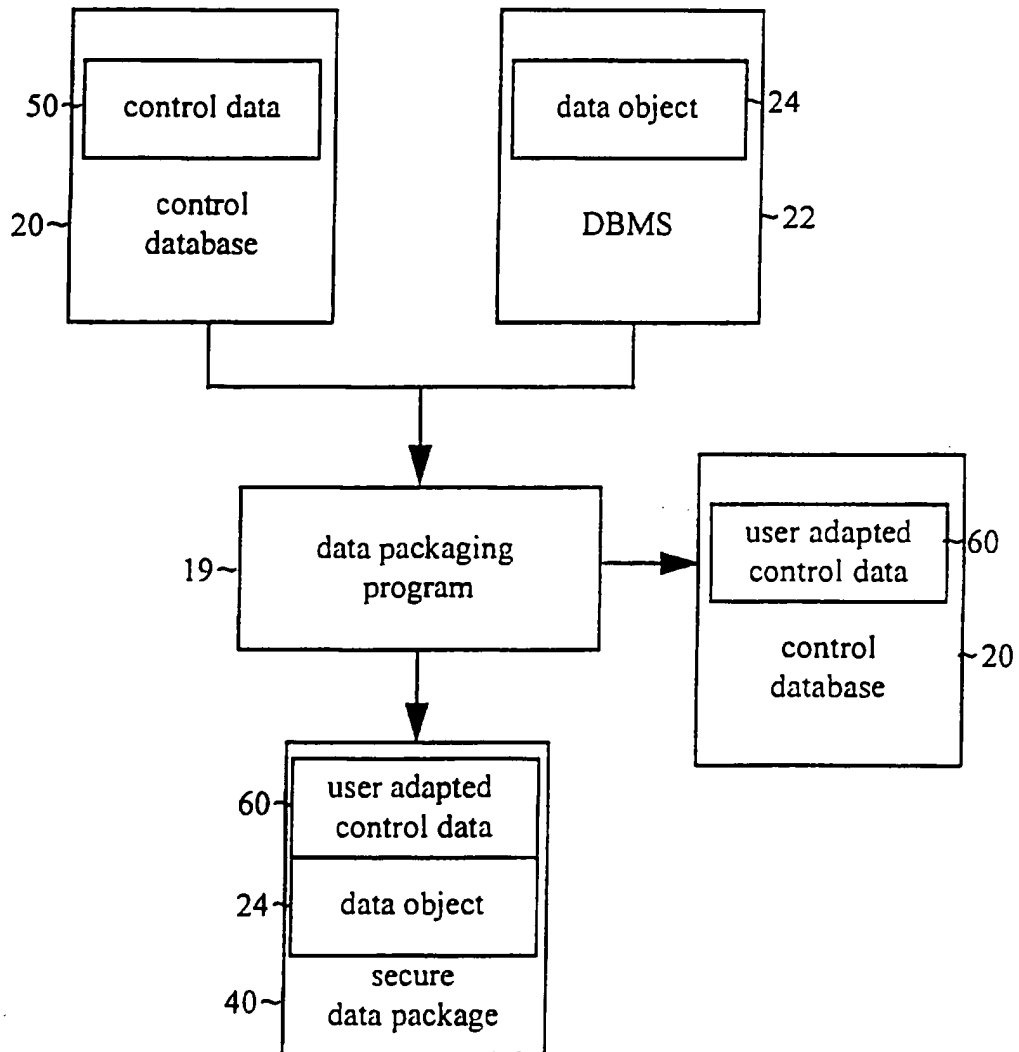 50
control data
20
control
database
data object
24
DBMS
22
19
data packaging
program
user adapted
control data
60
control
database
20
60
user adapted
control data
24
data object
40
secure
data package